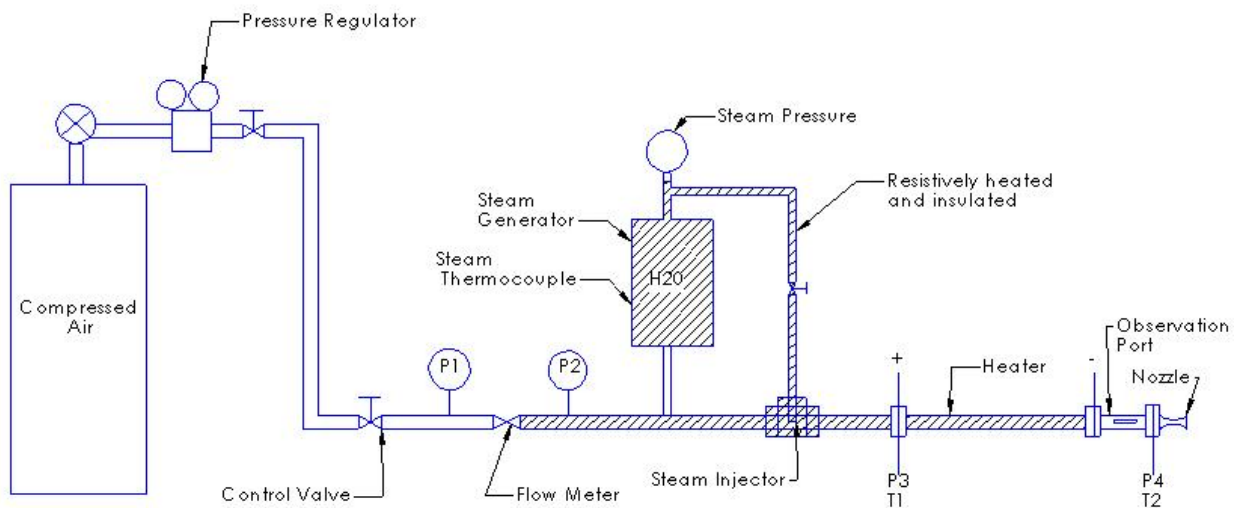 Pressure Regulator
Steam Pressure
Resistively heated
and insulated
Steam
Generator
Steam
Thermocouple
H20
Compressed
Air
P1
P2
+
-
Observation
Port
Heater
Nozzle
Control Valve
Flow Meter
Steam Injector
P3
T1
P4
T2